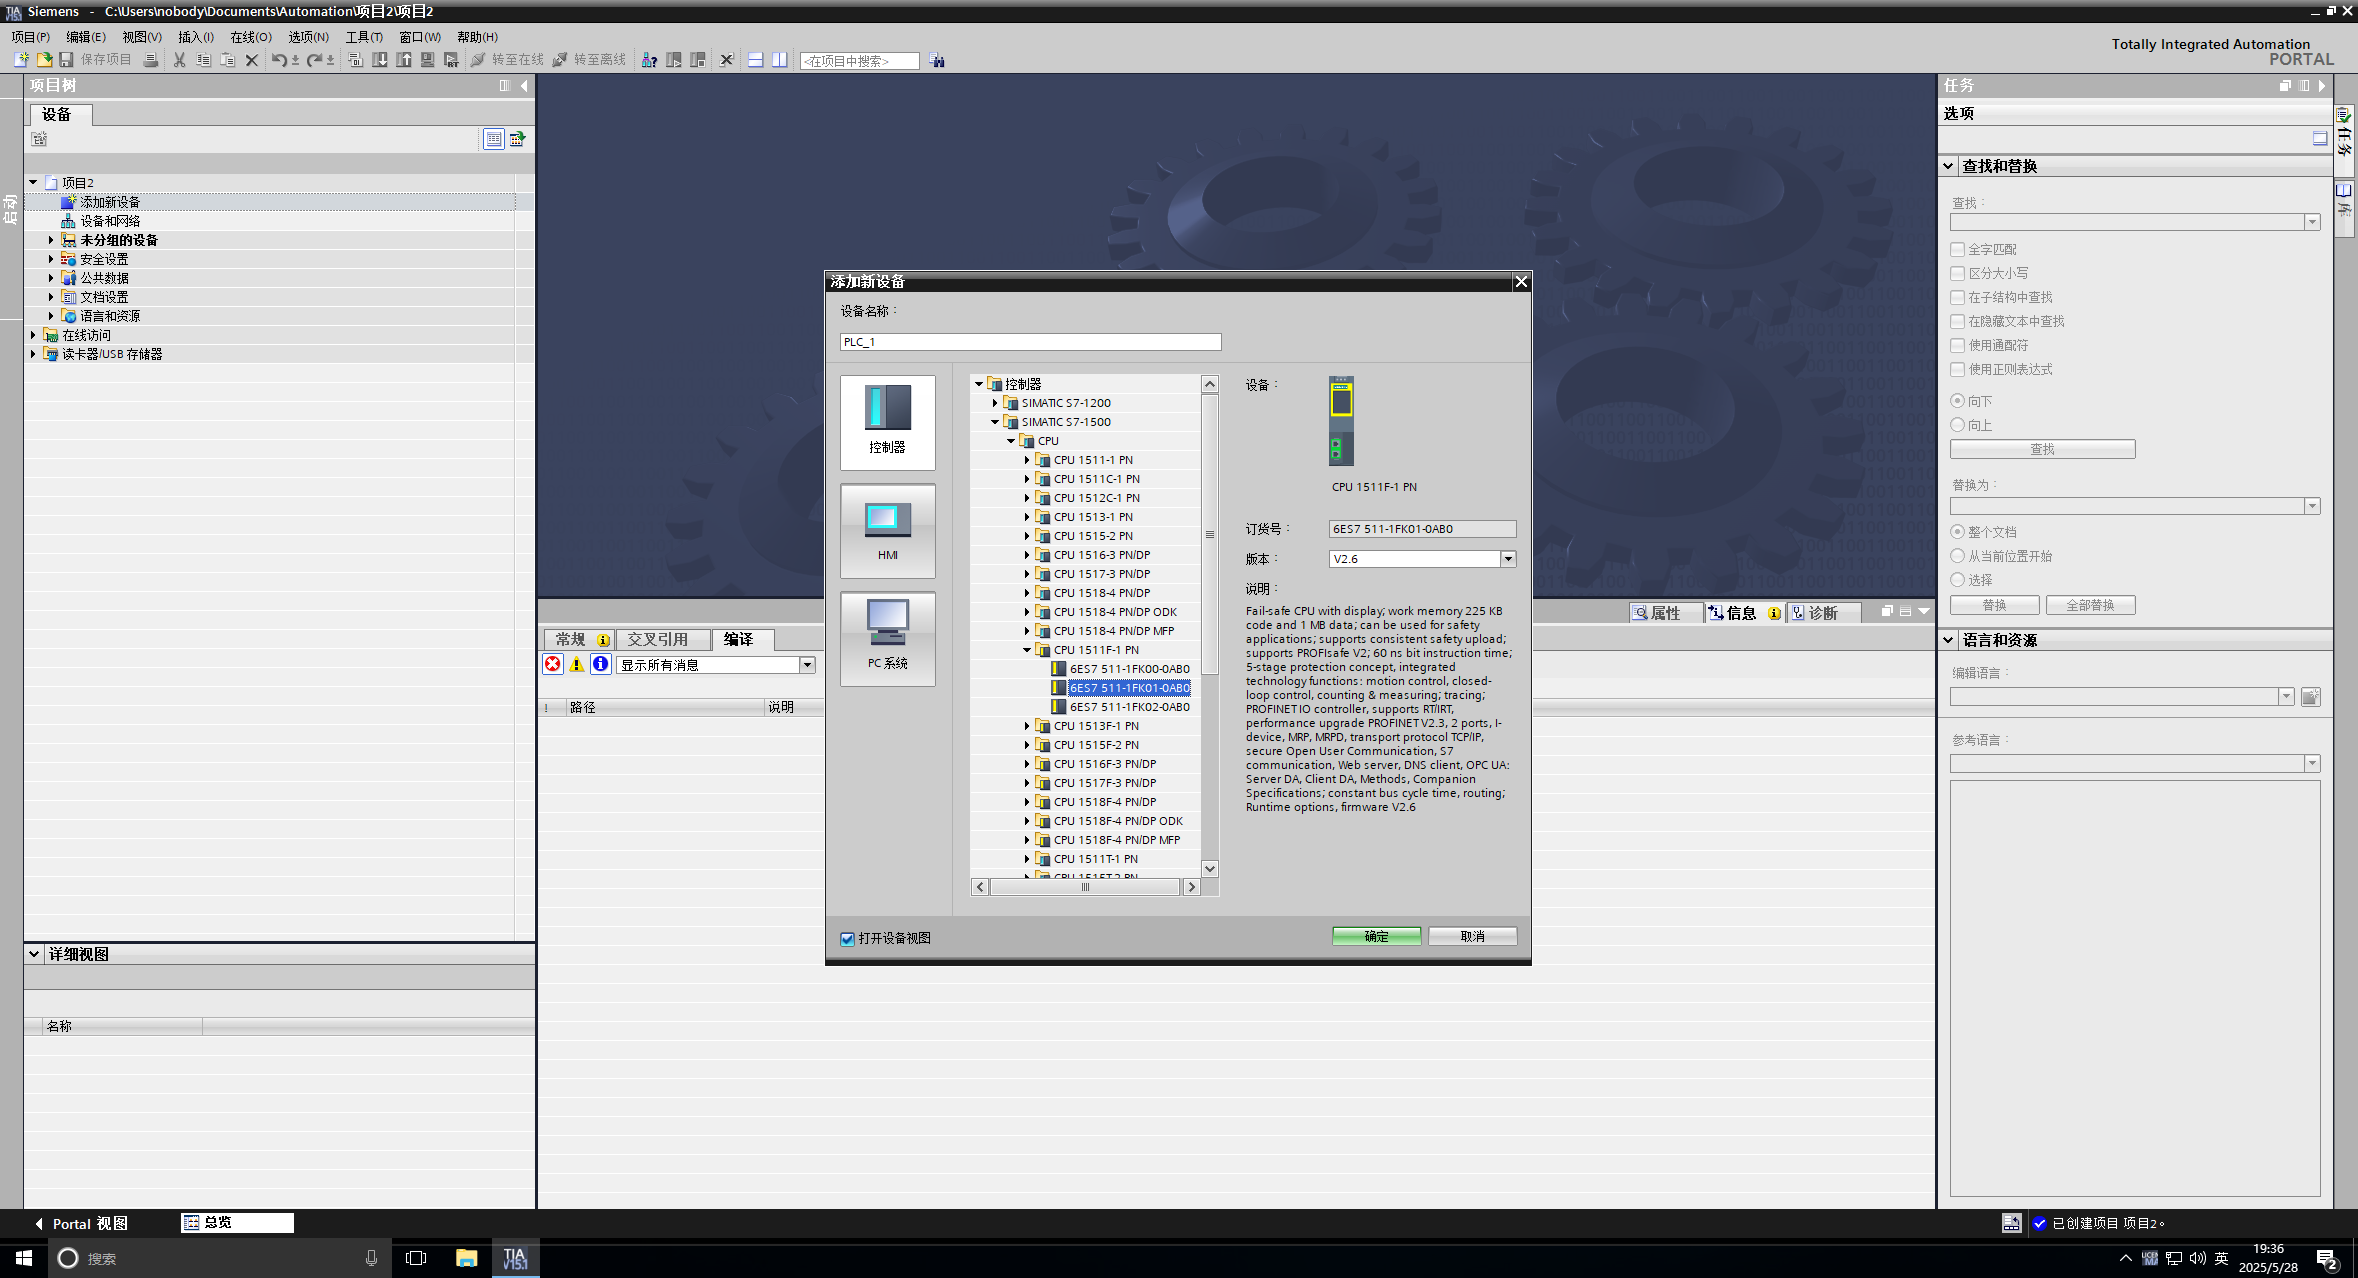 Siemens - C:\Users\nobody\Documents\Automation\项目2\项目2
项目(P) 编辑(E) 视图(V) 插入(I) 在线(O) 选项(N) 工具(T) 窗口(W) 帮助(H)
Totally Integrated Automation
PORTAL
保存项目 转至在线 转至离线 <在项目中搜索>
项目树
设备
启动
项目2
添加新设备
设备和网络
未分组的设备
安全设置
公共数据
文档设置
语言和资源
在线访问
读卡器/USB 存储器
详细视图
名称
添加新设备
设备名称：
PLC_1
控制器
HMI
PC 系统
控制器
SIMATIC S7-1200
SIMATIC S7-1500
CPU
CPU 1511-1 PN
CPU 1511C-1 PN
CPU 1512C-1 PN
CPU 1513-1 PN
CPU 1515-2 PN
CPU 1516-3 PN/DP
CPU 1517-3 PN/DP
CPU 1518-4 PN/DP
CPU 1518-4 PN/DP ODK
CPU 1518-4 PN/DP MFP
CPU 1511F-1 PN
6ES7 511-1FK00-0AB0
6ES7 511-1FK01-0AB0
6ES7 511-1FK02-0AB0
CPU 1513F-1 PN
CPU 1515F-2 PN
CPU 1516F-3 PN/DP
CPU 1517F-3 PN/DP
CPU 1518F-4 PN/DP
CPU 1518F-4 PN/DP ODK
CPU 1518F-4 PN/DP MFP
CPU 1511T-1 PN
CPU 1515T-2 PN
设备：
CPU 1511F-1 PN
订货号： 6ES7 511-1FK01-0AB0
版本： V2.6
说明：
Fail-safe CPU with display; work memory 225 KB
code and 1 MB data; can be used for safety
applications; supports consistent safety upload;
supports PROFIsafe V2; 60 ns bit instruction time;
5-stage protection concept, integrated
technology functions: motion control, closed-
loop control, counting & measuring; tracing;
PROFINET IO controller, supports RT/IRT,
performance upgrade PROFINET V2.3, 2 ports, I-
device, MRP, MRPD, transport protocol TCP/IP,
secure Open User Communication, S7
communication, Web server, DNS client, OPC UA:
Server DA, Client DA, Methods, Companion
Specifications; constant bus cycle time, routing;
Runtime options, firmware V2.6
打开设备视图
确定 取消
属性 信息 诊断
常规 交叉引用 编译
显示所有消息
! 路径 说明
任务
选项
查找和替换
查找：
全字匹配
区分大小写
在子结构中查找
在隐藏文本中查找
使用通配符
使用正则表达式
向下
向上
查找
替换为：
整个文档
从当前位置开始
选择
替换 全部替换
语言和资源
编辑语言：
参考语言：
任务
库
Portal 视图 总览
已创建项目 项目2。
搜索
TIA
V15.1
英
19:36
2025/5/28
2